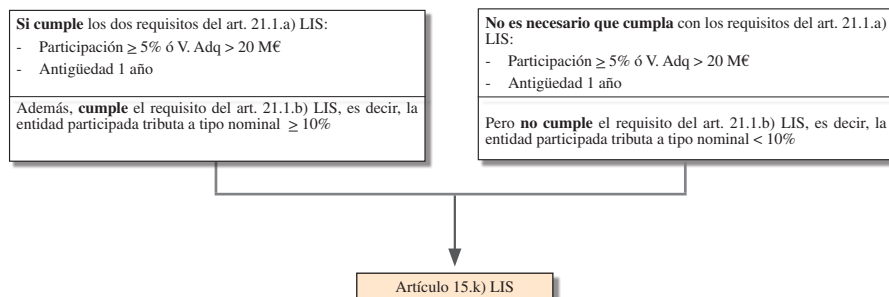 Si cumple los dos requisitos del art. 21.1.a) LIS:
- Participación ≥ 5% ó V. Adq > 20 M€
- Antigüedad 1 año
Además, cumple el requisito del art. 21.1.b) LIS, es decir, la
entidad participada tributa a tipo nominal ≥ 10%
No es necesario que cumpla con los requisitos del art. 21.1.a)
LIS:
- Participación ≥ 5% ó V. Adq > 20 M€
- Antigüedad 1 año
Pero no cumple el requisito del art. 21.1.b) LIS, es decir, la
entidad participada tributa a tipo nominal < 10%
Artículo 15.k) LIS